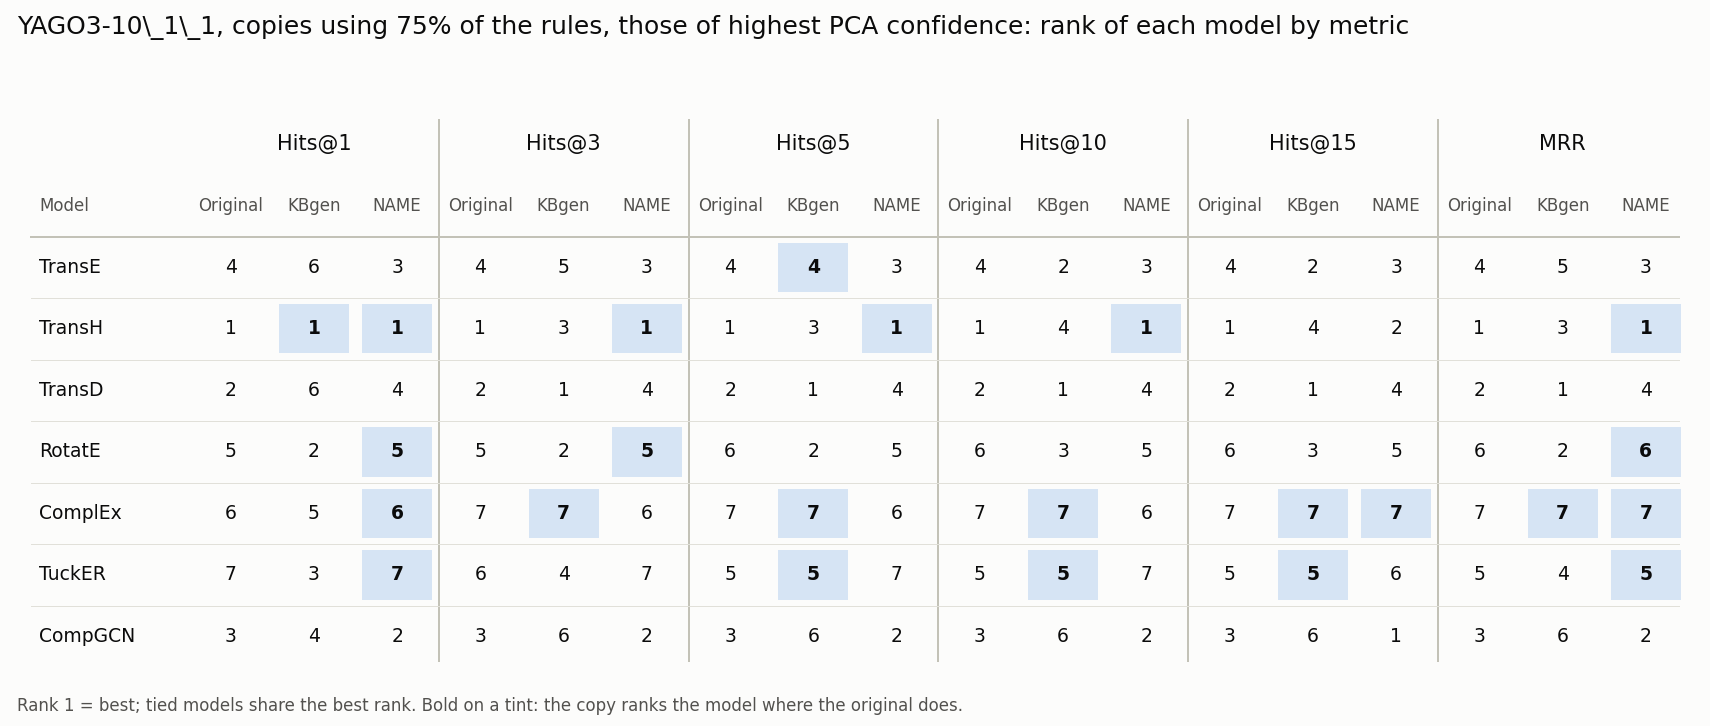 YAGO3-10\_1\_1, copies using 75% of the rules, those of highest PCA confidence: rank of each model by metric
Hits@1 Hits@3 Hits@5 Hits@10 Hits@15 MRR
Model Original KBgen NAME Original KBgen NAME Original KBgen NAME Original KBgen NAME Original KBgen NAME Original KBgen NAME
TransE 4 6 3 4 5 3 4 4 3 4 2 3 4 2 3 4 5 3
TransH 1 1 1 1 3 1 1 3 1 1 4 1 1 4 2 1 3 1
TransD 2 6 4 2 1 4 2 1 4 2 1 4 2 1 4 2 1 4
RotatE 5 2 5 5 2 5 6 2 5 6 3 5 6 3 5 6 2 6
ComplEx 6 5 6 7 7 6 7 7 6 7 7 6 7 7 7 7 7 7
TuckER 7 3 7 6 4 7 5 5 7 5 5 7 5 5 6 5 4 5
CompGCN 3 4 2 3 6 2 3 6 2 3 6 2 3 6 1 3 6 2
Rank 1 = best; tied models share the best rank. Bold on a tint: the copy ranks the model where the original does.